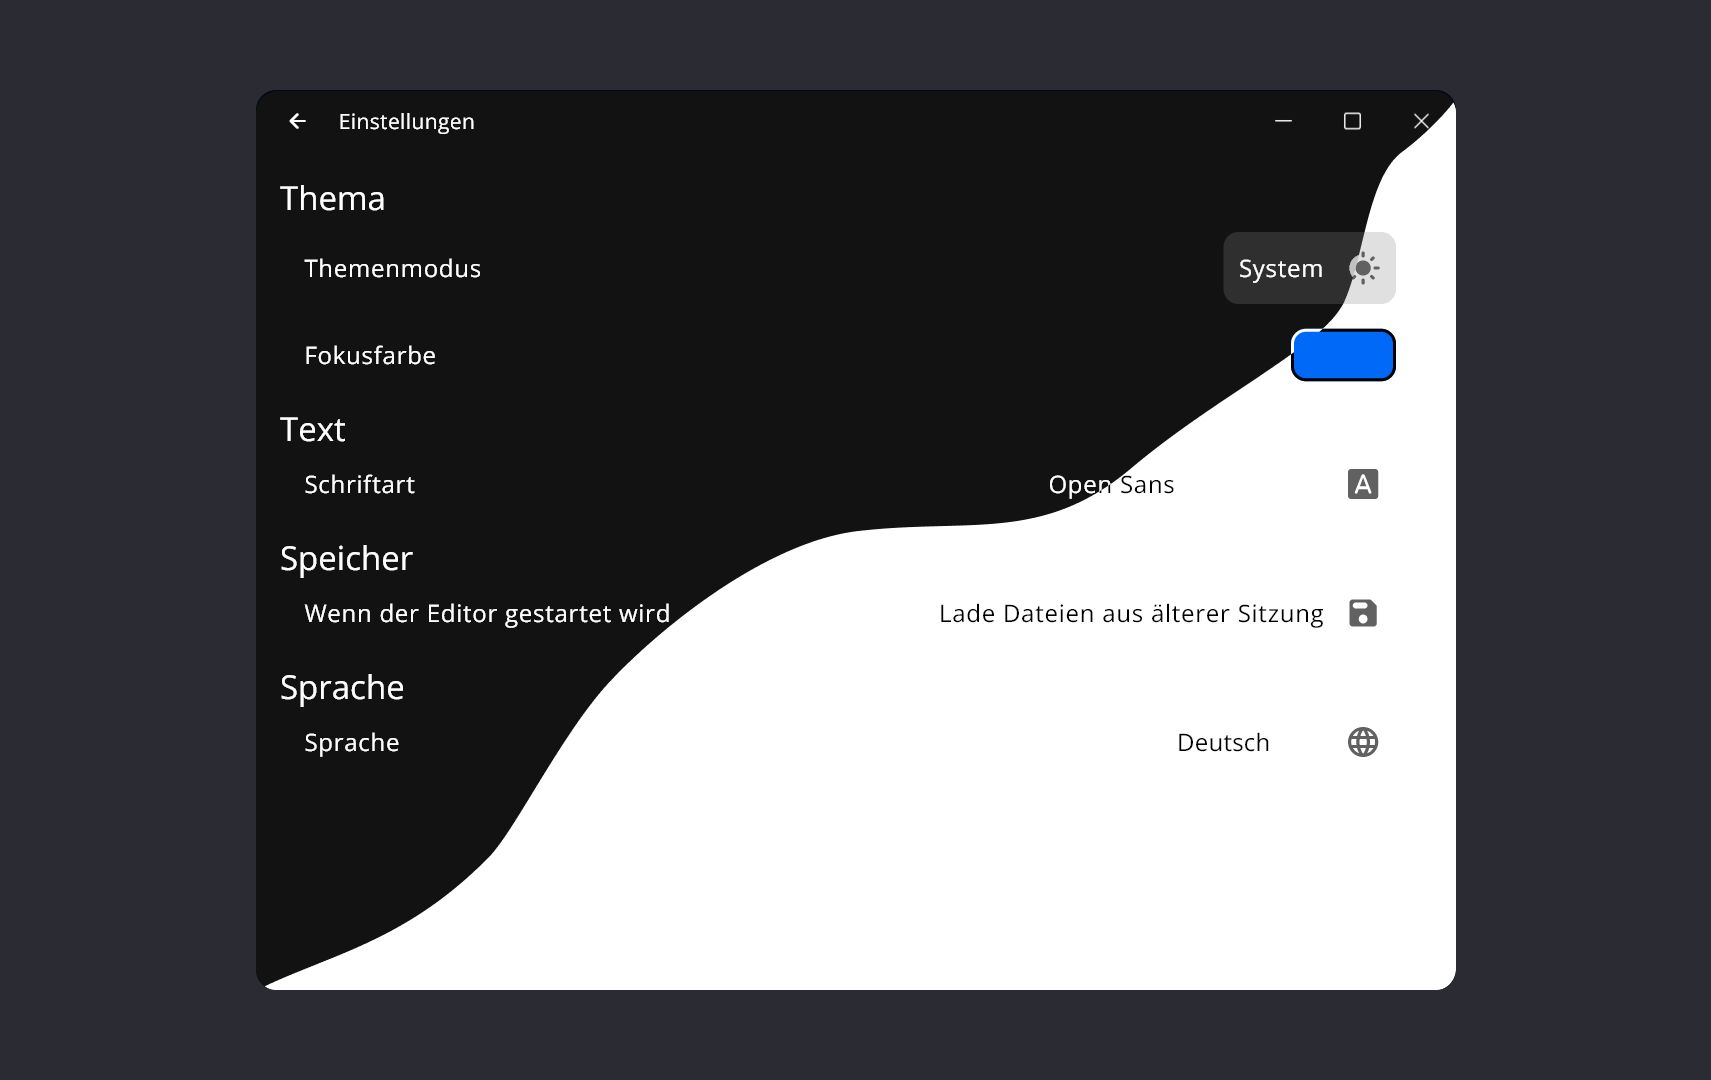 Einstellungen
Thema
Themenmodus
System
Fokusfarbe
Text
Schriftart
Open Sans
A
Speicher
Wenn der Editor gestartet wird
Lade Dateien aus älterer Sitzung
Sprache
Sprache
Deutsch